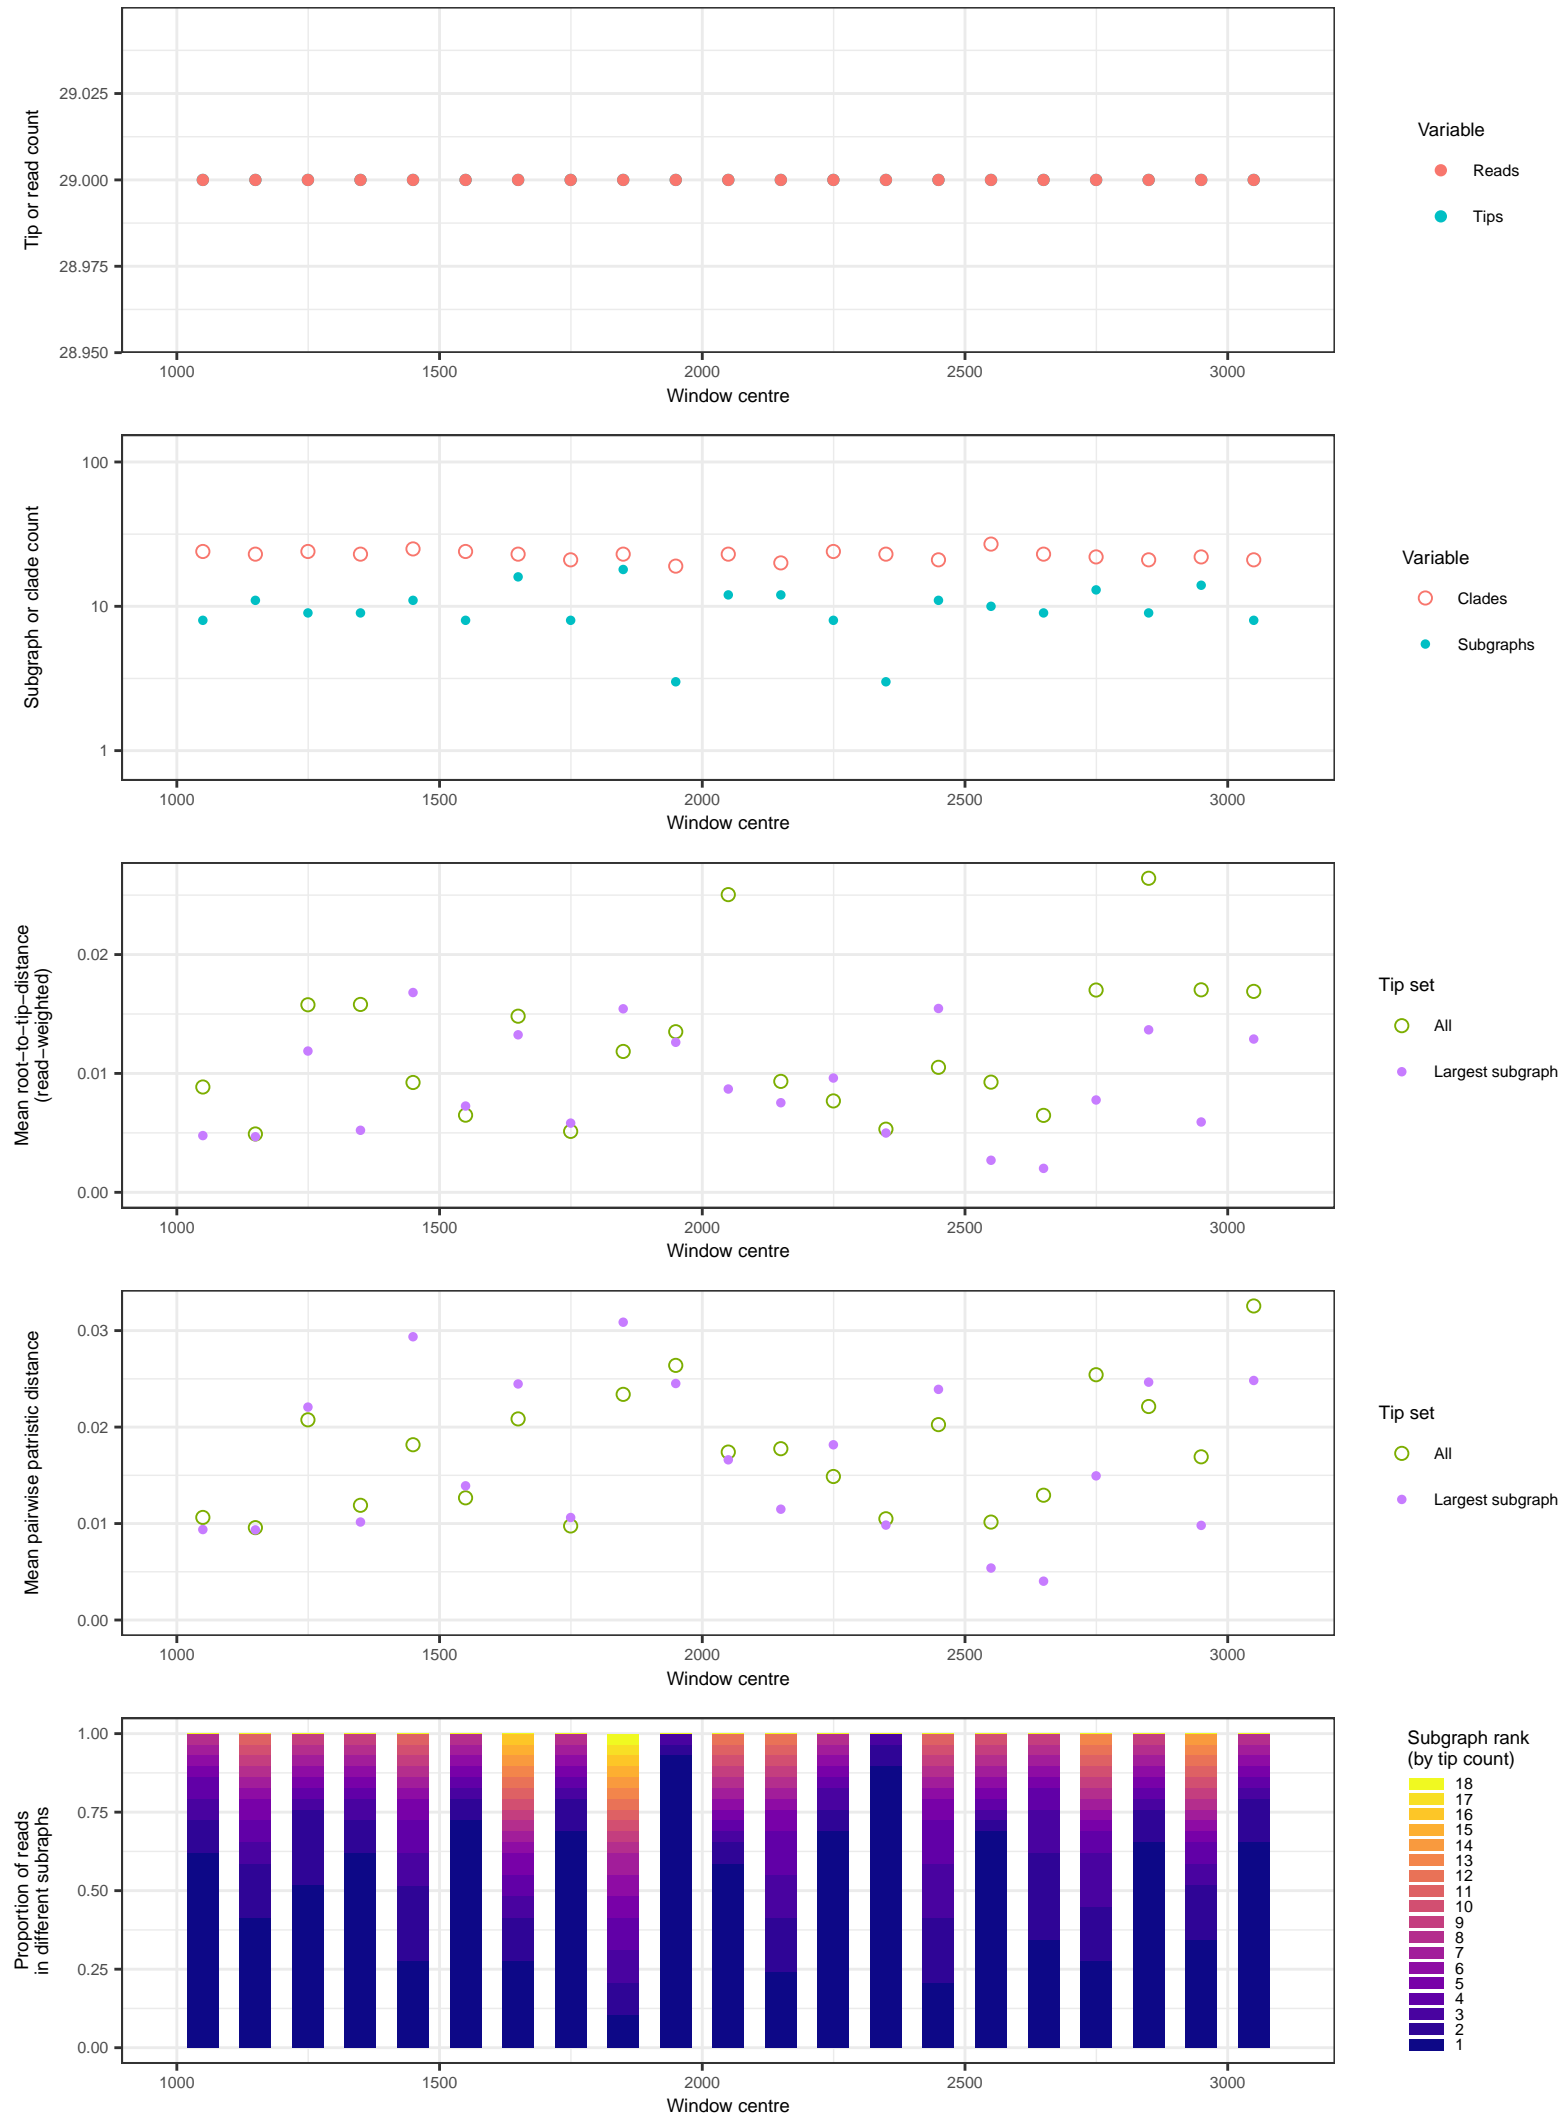 Tip or read count
29.025
29.000
28.975
28.950
1000 1500 2000 2500 3000
Window centre
Variable
Reads
Tips
Subgraph or clade count
100
10
1
1000 1500 2000 2500 3000
Window centre
Variable
Clades
Subgraphs
Mean root−to−tip−distance
(read−weighted)
0.02
0.01
0.00
1000 1500 2000 2500 3000
Window centre
Tip set
All
Largest subgraph
Mean pairwise patristic distance
0.03
0.02
0.01
0.00
1000 1500 2000 2500 3000
Window centre
Tip set
All
Largest subgraph
Proportion of reads
in different subraphs
1.00
0.75
0.50
0.25
0.00
1000 1500 2000 2500 3000
Window centre
Subgraph rank
(by tip count)
18
17
16
15
14
13
12
11
10
9
8
7
6
5
4
3
2
1